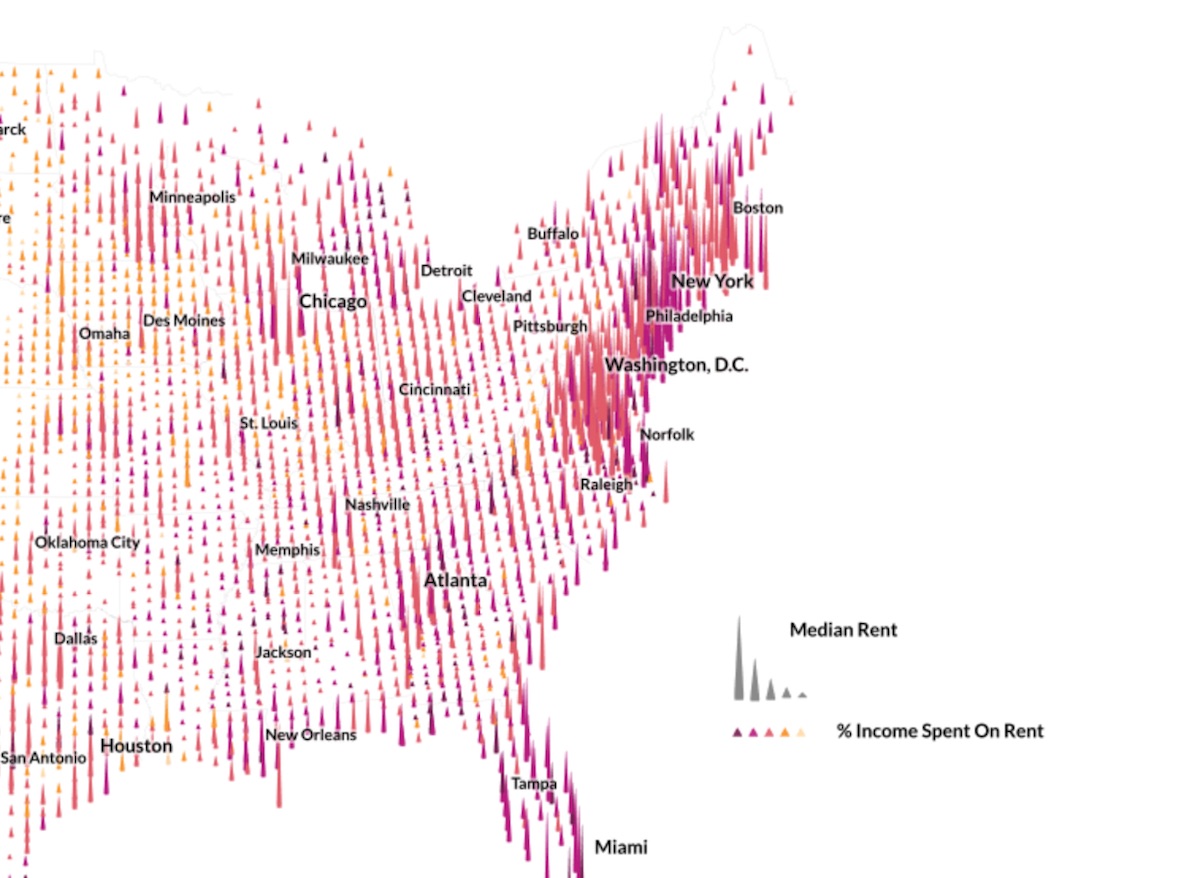 Minneapolis
Boston
Buffalo
Milwaukee
Detroit
New York
Cleveland
Chicago
Philadelphia
Des Moines
Pittsburgh
Omaha
Washington, D.C.
Cincinnati
St. Louis
Norfolk
Raleigh
Nashville
Oklahoma City
Memphis
Atlanta
Median Rent
Dallas
Jackson
% Income Spent On Rent
New Orleans
Houston
San Antonio
Tampa
Miami